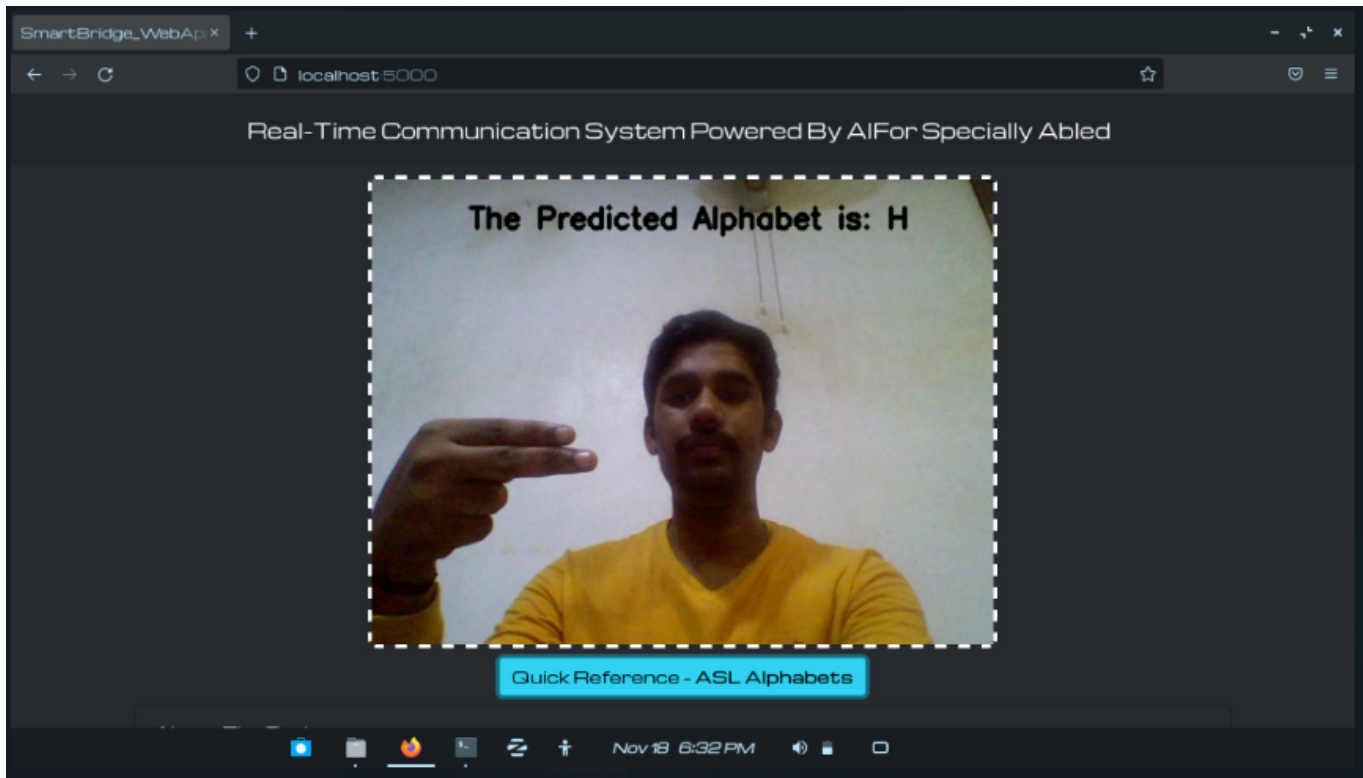 SmartBridge_WebAp
localhost:5000
Real-Time Communication System Powered By AIFor Specially Abled
The Predicted Alphabet is: H
Quick Reference - ASL Alphabets
Nov 18 6:32 PM